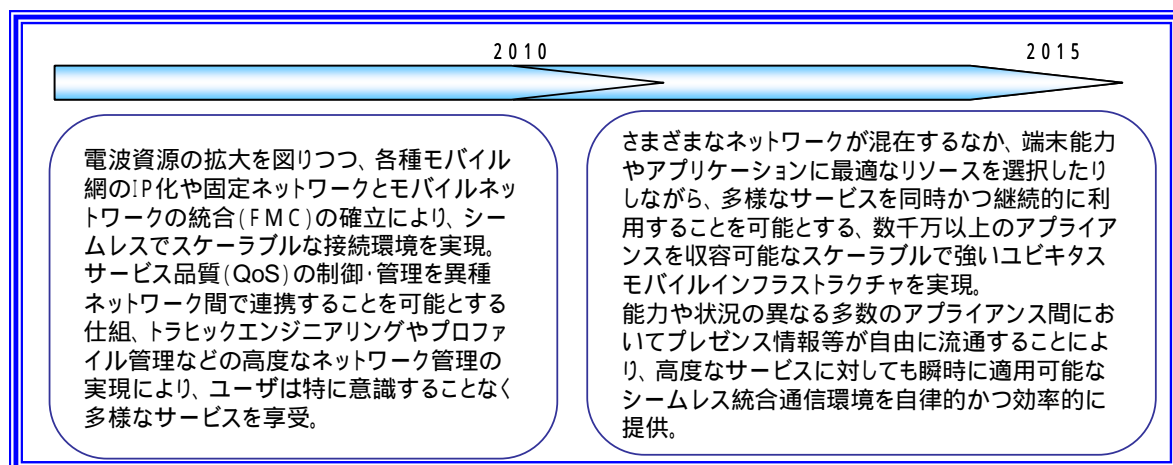 2010
2015
電波資源の拡大を図りつつ、各種モバイル
網のIP化や固定ネットワークとモバイルネッ
トワークの統合(FMC)の確立により、シー
ムレスでスケーラブルな接続環境を実現。
サービス品質(QoS)の制御・管理を異種
ネットワーク間で連携することを可能とする
仕組、トラヒックエンジニアリングやプロファ
イル管理などの高度なネットワーク管理の
実現により、ユーザは特に意識することなく
多様なサービスを享受。
さまざまなネットワークが混在するなか、端末能力
やアプリケーションに最適なリソースを選択したり
しながら、多様なサービスを同時かつ継続的に利
用することを可能とする、数千万以上のアプライア
ンスを収容可能なスケーラブルで強いユビキタス
モバイルインフラストラクチャを実現。
能力や状況の異なる多数のアプライアンス間にお
いてプレゼンス情報等が自由に流通することによ
り、高度なサービスに対しても瞬時に適用可能な
シームレス統合通信環境を自律的かつ効率的に
提供。